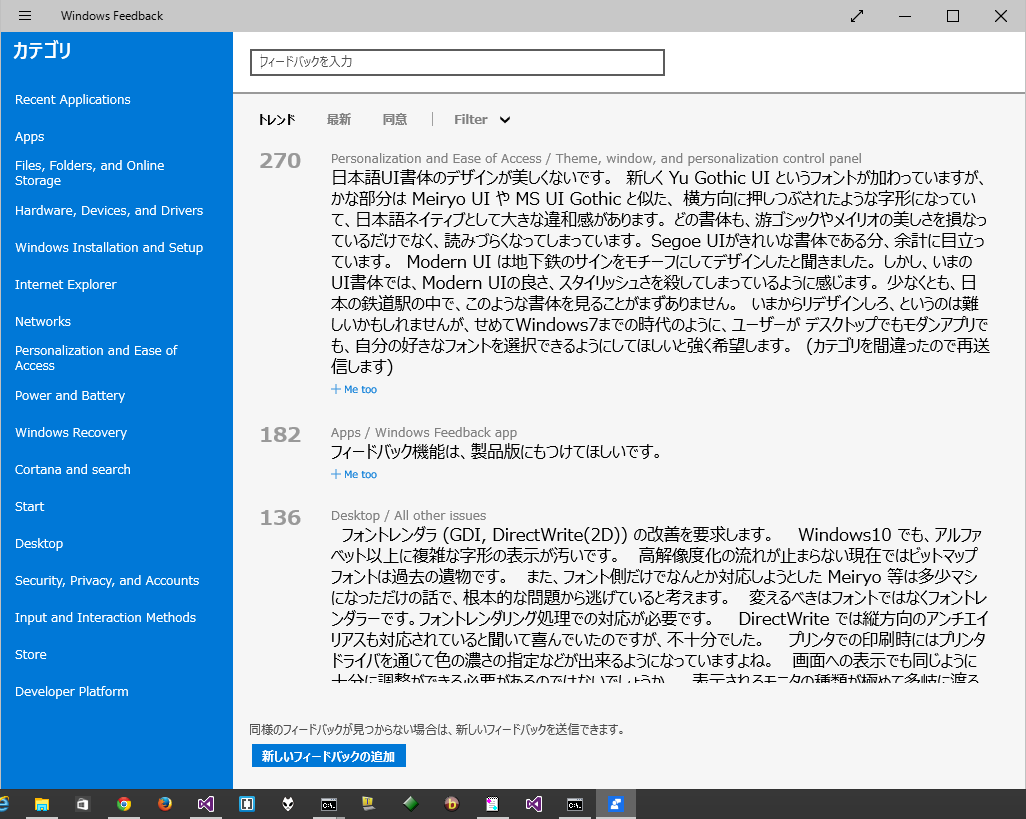 Windows Feedback
カテゴリ
Recent Applications
Apps
Files, Folders, and Online
Storage
Hardware, Devices, and Drivers
Windows Installation and Setup
Internet Explorer
Networks
Personalization and Ease of
Access
Power and Battery
Windows Recovery
Cortana and search
Start
Desktop
Security, Privacy, and Accounts
Input and Interaction Methods
Store
Developer Platform
フィードバックを入力
トレンド 最新 同意 | Filter
270
Personalization and Ease of Access / Theme, window, and personalization control panel
日本語UI書体のデザインが美しくないです。 新しく Yu Gothic UI というフォントが加わっていますが、
かな部分は Meiryo UI や MS UI Gothic と似た、 横方向に押しつぶされたような字形になってい
て、日本語ネイティブとして大きな違和感があります。どの書体も、游ゴシックやメイリオの美しさを損なっ
ているだけでなく、読みづらくなってしまっています。Segoe UIがきれいな書体である分、余計に目立っ
ています。 Modern UI は地下鉄のサインをモチーフにしてデザインしたと聞きました。しかし、いまの
UI書体では、Modern UIの良さ、スタイリッシュさを殺してしまっているように感じます。少なくとも、日
本の鉄道駅の中で、このような書体を見ることがまずありません。 いまからリデザインしろ、というのは難
しいかもしれませんが、せめてWindows7までの時代のように、ユーザーが デスクトップでもモダンアプリで
も、自分の好きなフォントを選択できるようにしてほしいと強く希望します。 (カテゴリを間違ったので再送
信します)
+ Me too
182
Apps / Windows Feedback app
フィードバック機能は、製品版にもつけてほしいです。
+ Me too
136
Desktop / All other issues
フォントレンダラ (GDI, DirectWrite(2D)) の改善を要求します。 Windows10 でも、アルファ
ベット以上に複雑な字形の表示が汚いです。 高解像度化の流れが止まらない現在ではビットマップ
フォントは過去の遺物です。 また、フォント側だけでなんとか対応しようとした Meiryo 等は多少マシ
になっただけの話で、根本的な問題から逃げていると考えます。 変えるべきはフォントではなくフォントレ
ンダラーです。フォントレンダリング処理での対応が必要です。 DirectWrite では縦方向のアンチエイ
リアスも対応されていると聞いて喜んでいたのですが、不十分でした。 プリンタでの印刷時にはプリンタ
ドライバを通じて色の濃さの指定などが出来るようになっていますよね。 画面への表示でも同じように
十分に調整ができる必要があるのではないでしょうか。 表示されるモニタの種類が極めて多岐に渡る
同様のフィードバックが見つからない場合は、新しいフィードバックを送信できます。
新しいフィードバックの追加